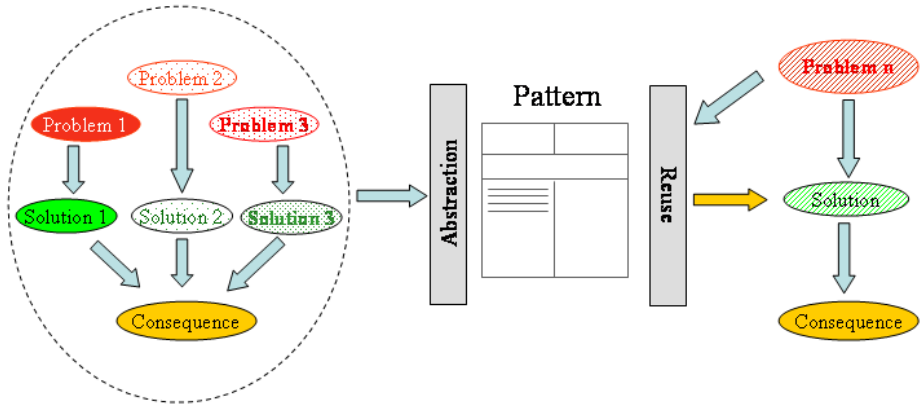 Problem 2
Problem 1
Problem 3
Solution 1
Solution 2
Solution 3
Consequence
Abstraction
Pattern
Reuse
Problem n
Solution
Consequence